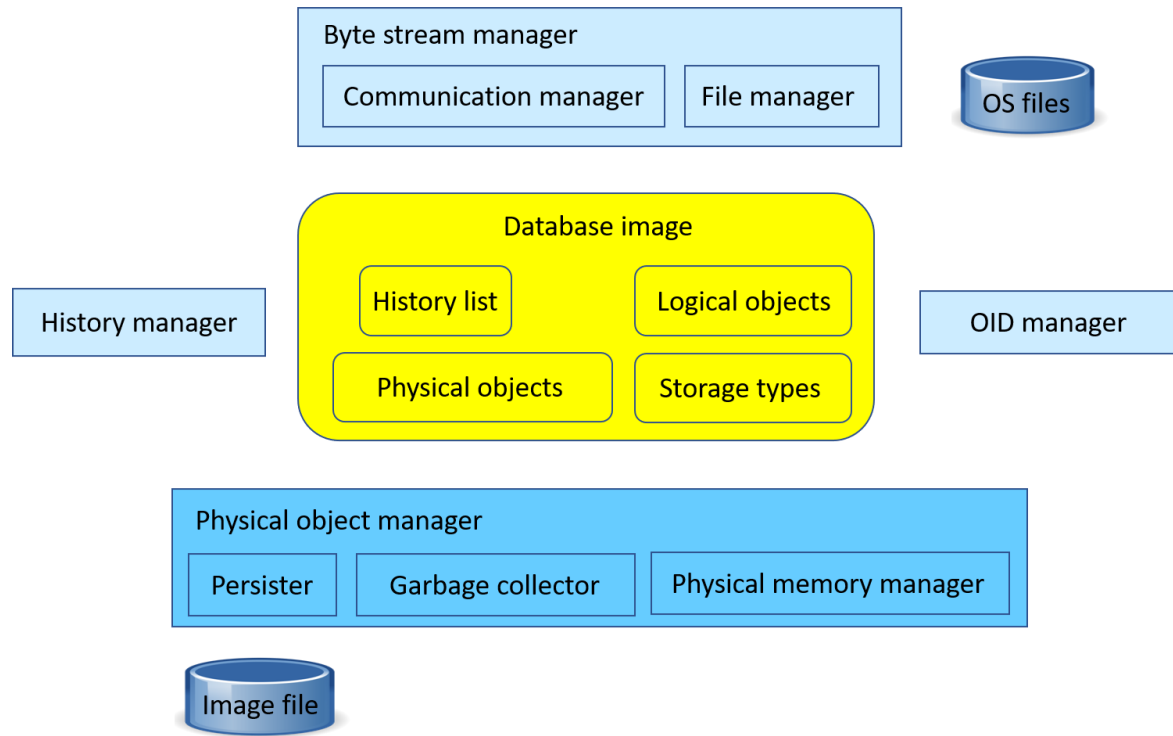 Byte stream manager
Communication manager
File manager
OS files
Database image
History list
Logical objects
History manager
OID manager
Physical objects
Storage types
Physical object manager
Persister
Garbage collector
Physical memory manager
Image file